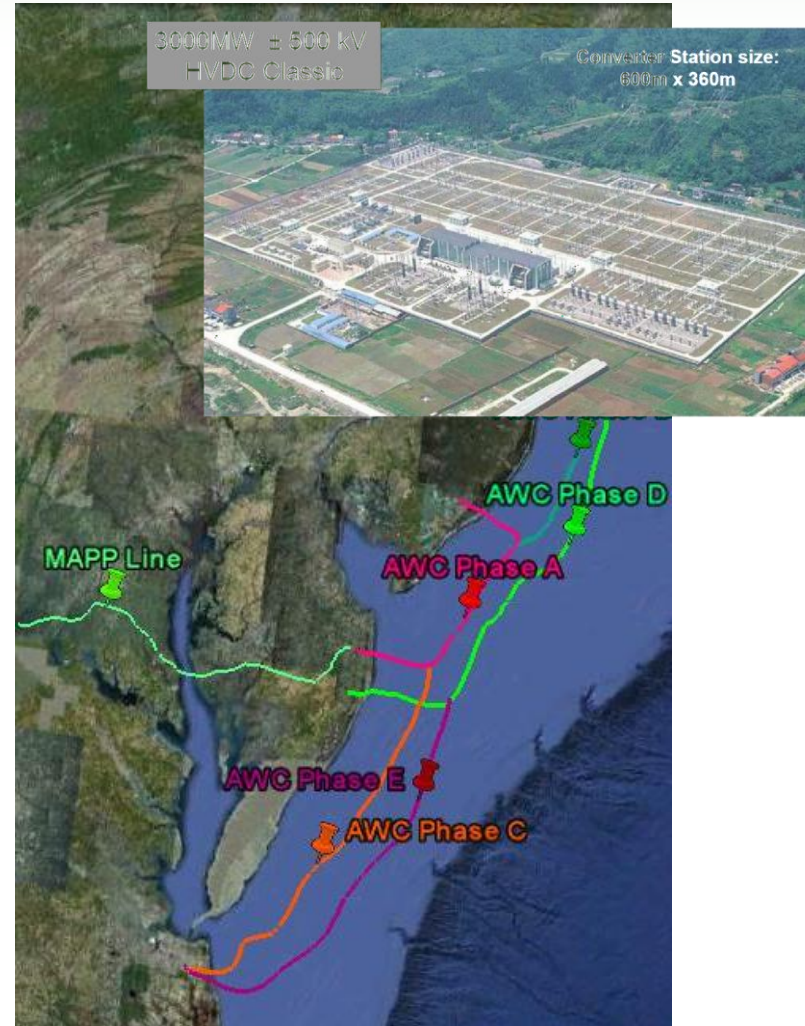 3000MW ± 500 kV
HVDC Classic
Converter Station size:
600m x 360m
AWC Phase D
MAPP Line
AWC Phase A
AWC Phase E
AWC Phase C